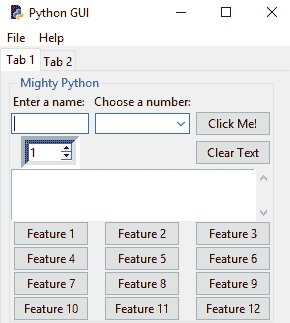 Python GUI
File Help
Tab 1 Tab 2
Mighty Python
Enter a name: Choose a number:
Click Me!
1
Clear Text
Feature 1 Feature 2 Feature 3
Feature 4 Feature 5 Feature 6
Feature 7 Feature 8 Feature 9
Feature 10 Feature 11 Feature 12